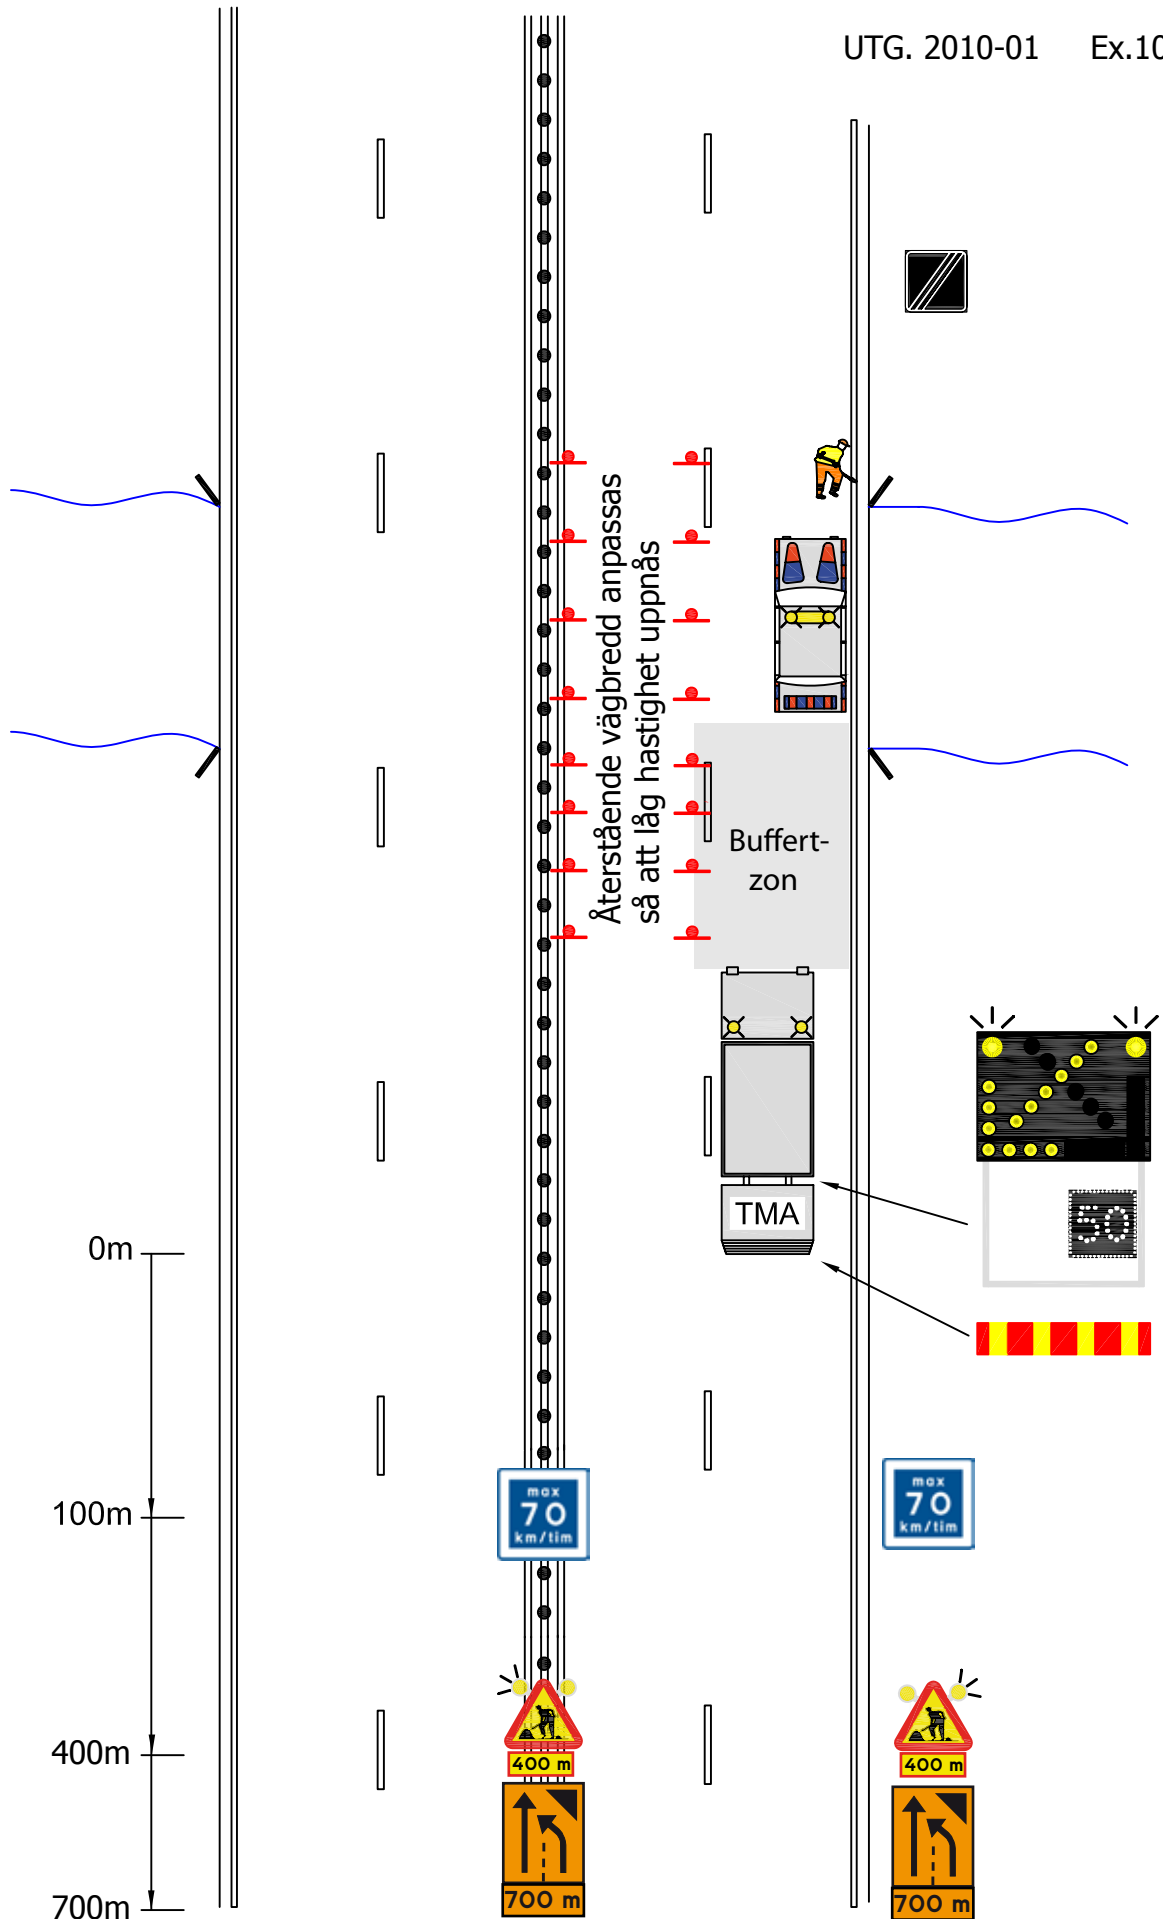 UTG. 2010-01 Ex.10
Återstående vägbredd anpassas
så att låg hastighet uppnås
Buffert-
zon
TMA
50
0m
max
70
km/tim
max
70
km/tim
100m
400m
400 m
400 m
700 m
700 m
700m